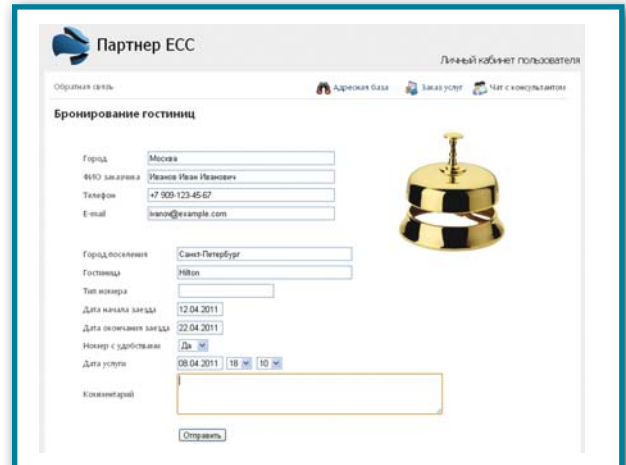 Партнер ЕСС
Личный кабинет пользователя
Обратная связь
Адресная база
Заказ услуг
Чат с консультантом
Бронирование гостиниц
Город Москва
ФИО заказчика Иванов Иван Иванович
Телефон +7 909-123-45-67
E-mail ivanov@example.com
Город поселения Санкт-Петербург
Гостиница Hilton
Тип номера
Дата начала заезда 12.04.2011
Дата окончания заезда 22.04.2011
Номер с удобствами Да
Дата услуги 08.04.2011 18 10
Комментарий
Отправить